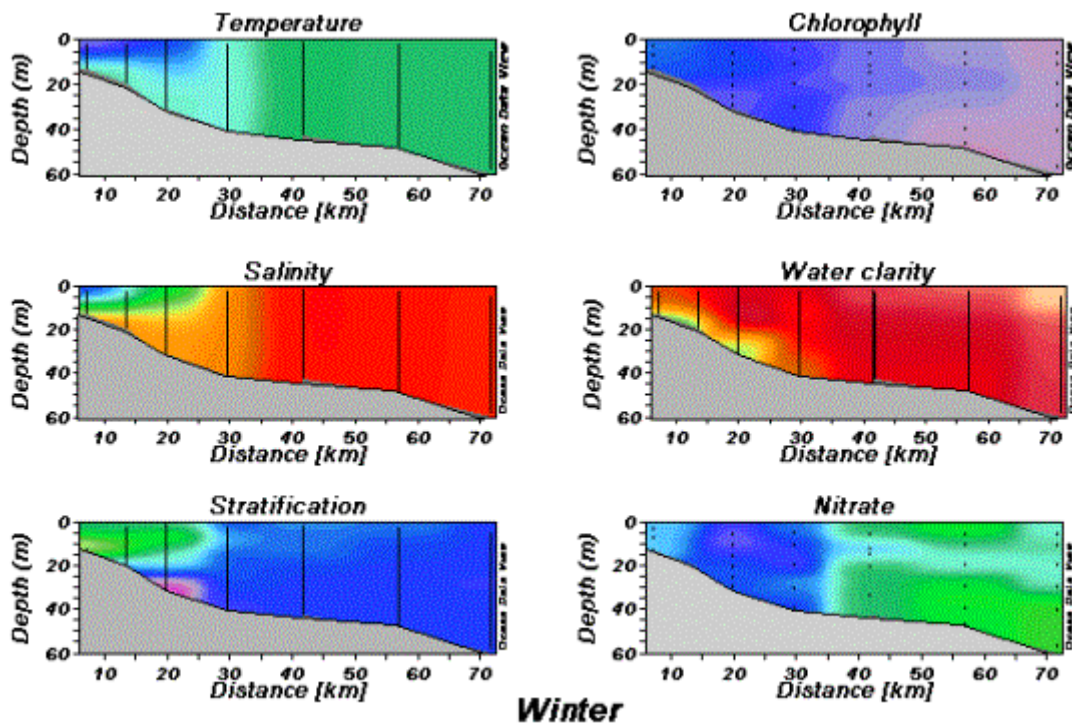 Temperature
Chlorophyll
0
20
40
60
Depth (m)
10 20 30 40 50 60 70
Distance [km]
Ocean Data View
0
20
40
60
Depth (m)
10 20 30 40 50 60 70
Distance [km]
Ocean Data View
Salinity
Water clarity
0
20
40
60
Depth (m)
10 20 30 40 50 60 70
Distance [km]
0
20
40
60
Depth (m)
10 20 30 40 50 60 70
Distance [km]
Stratification
Nitrate
0
20
40
60
Depth (m)
10 20 30 40 50 60 70
Distance [km]
0
20
40
60
Depth (m)
10 20 30 40 50 60 70
Distance [km]
Winter